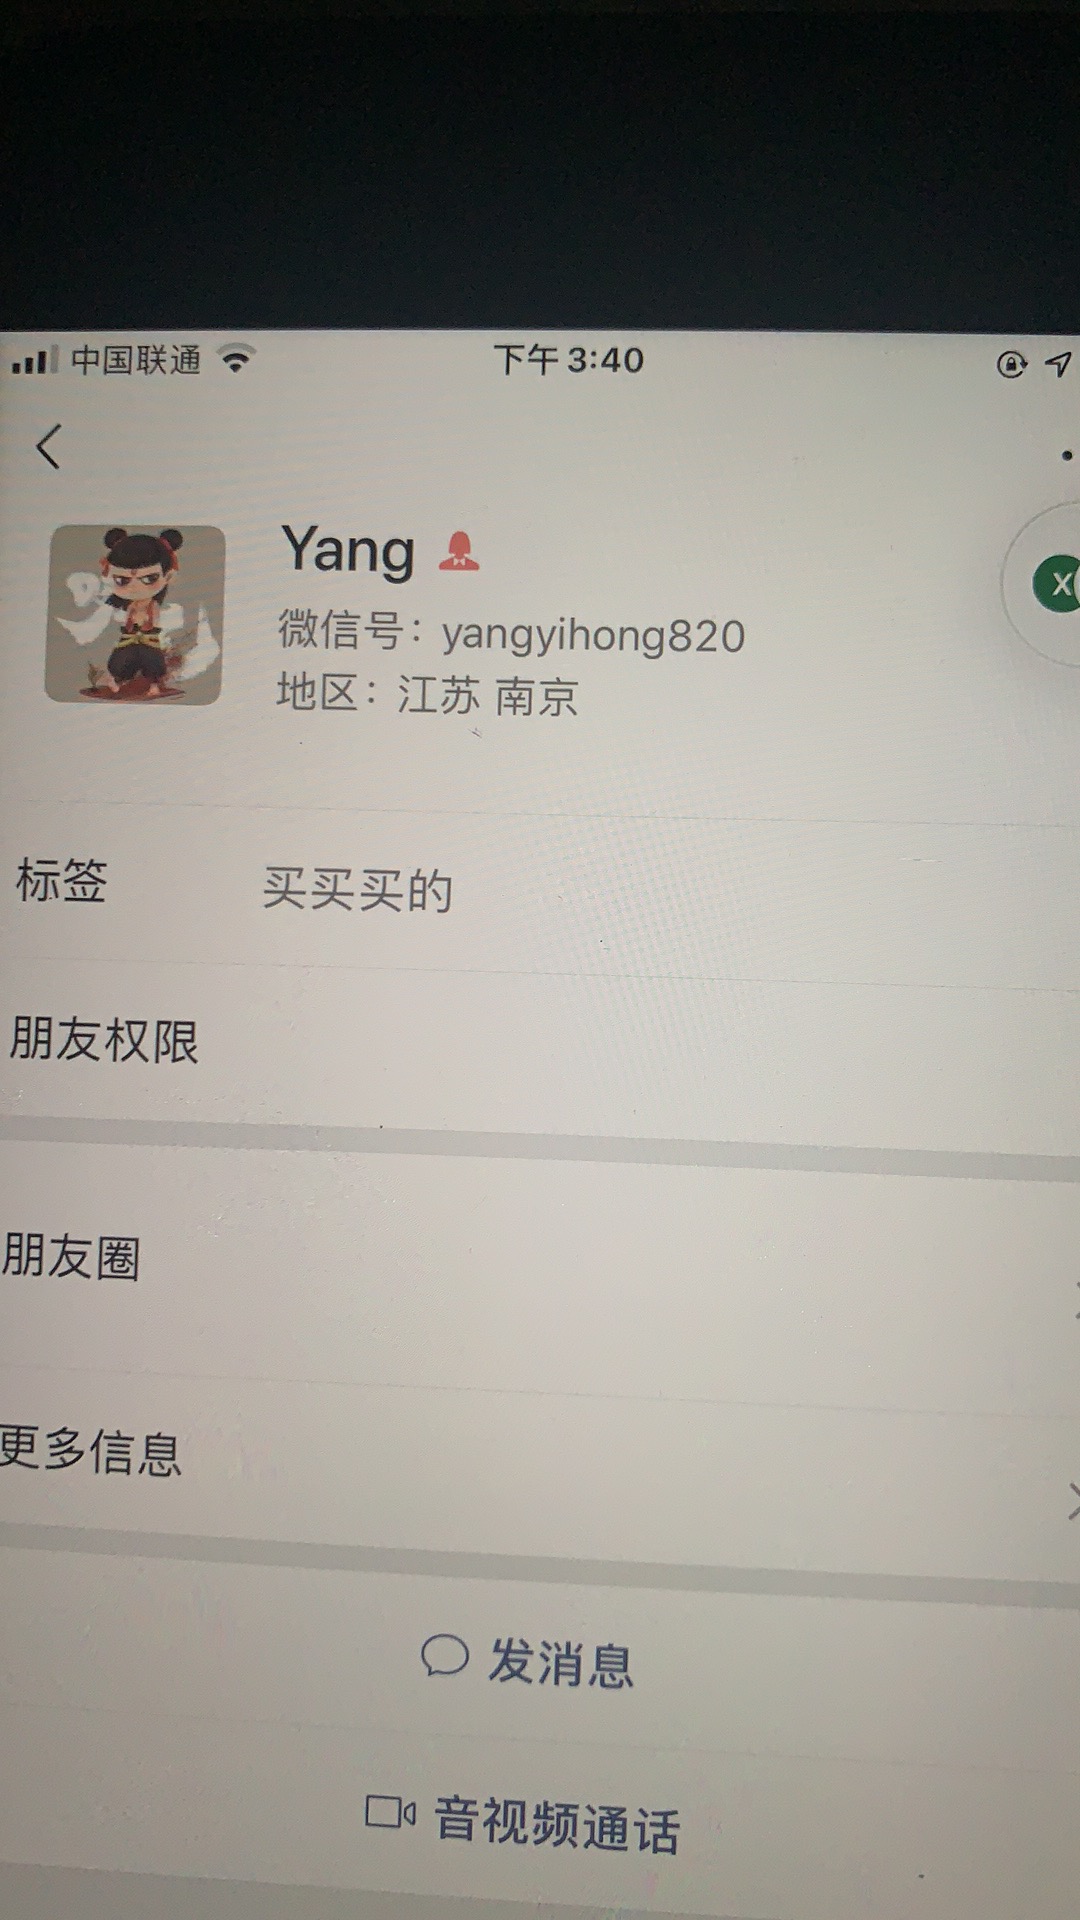 中国联通
下午3:40
Yang
微信号：yangyihong820
地区：江苏 南京
X
标签 买买买的
朋友权限
朋友圈
更多信息
发消息
音视频通话